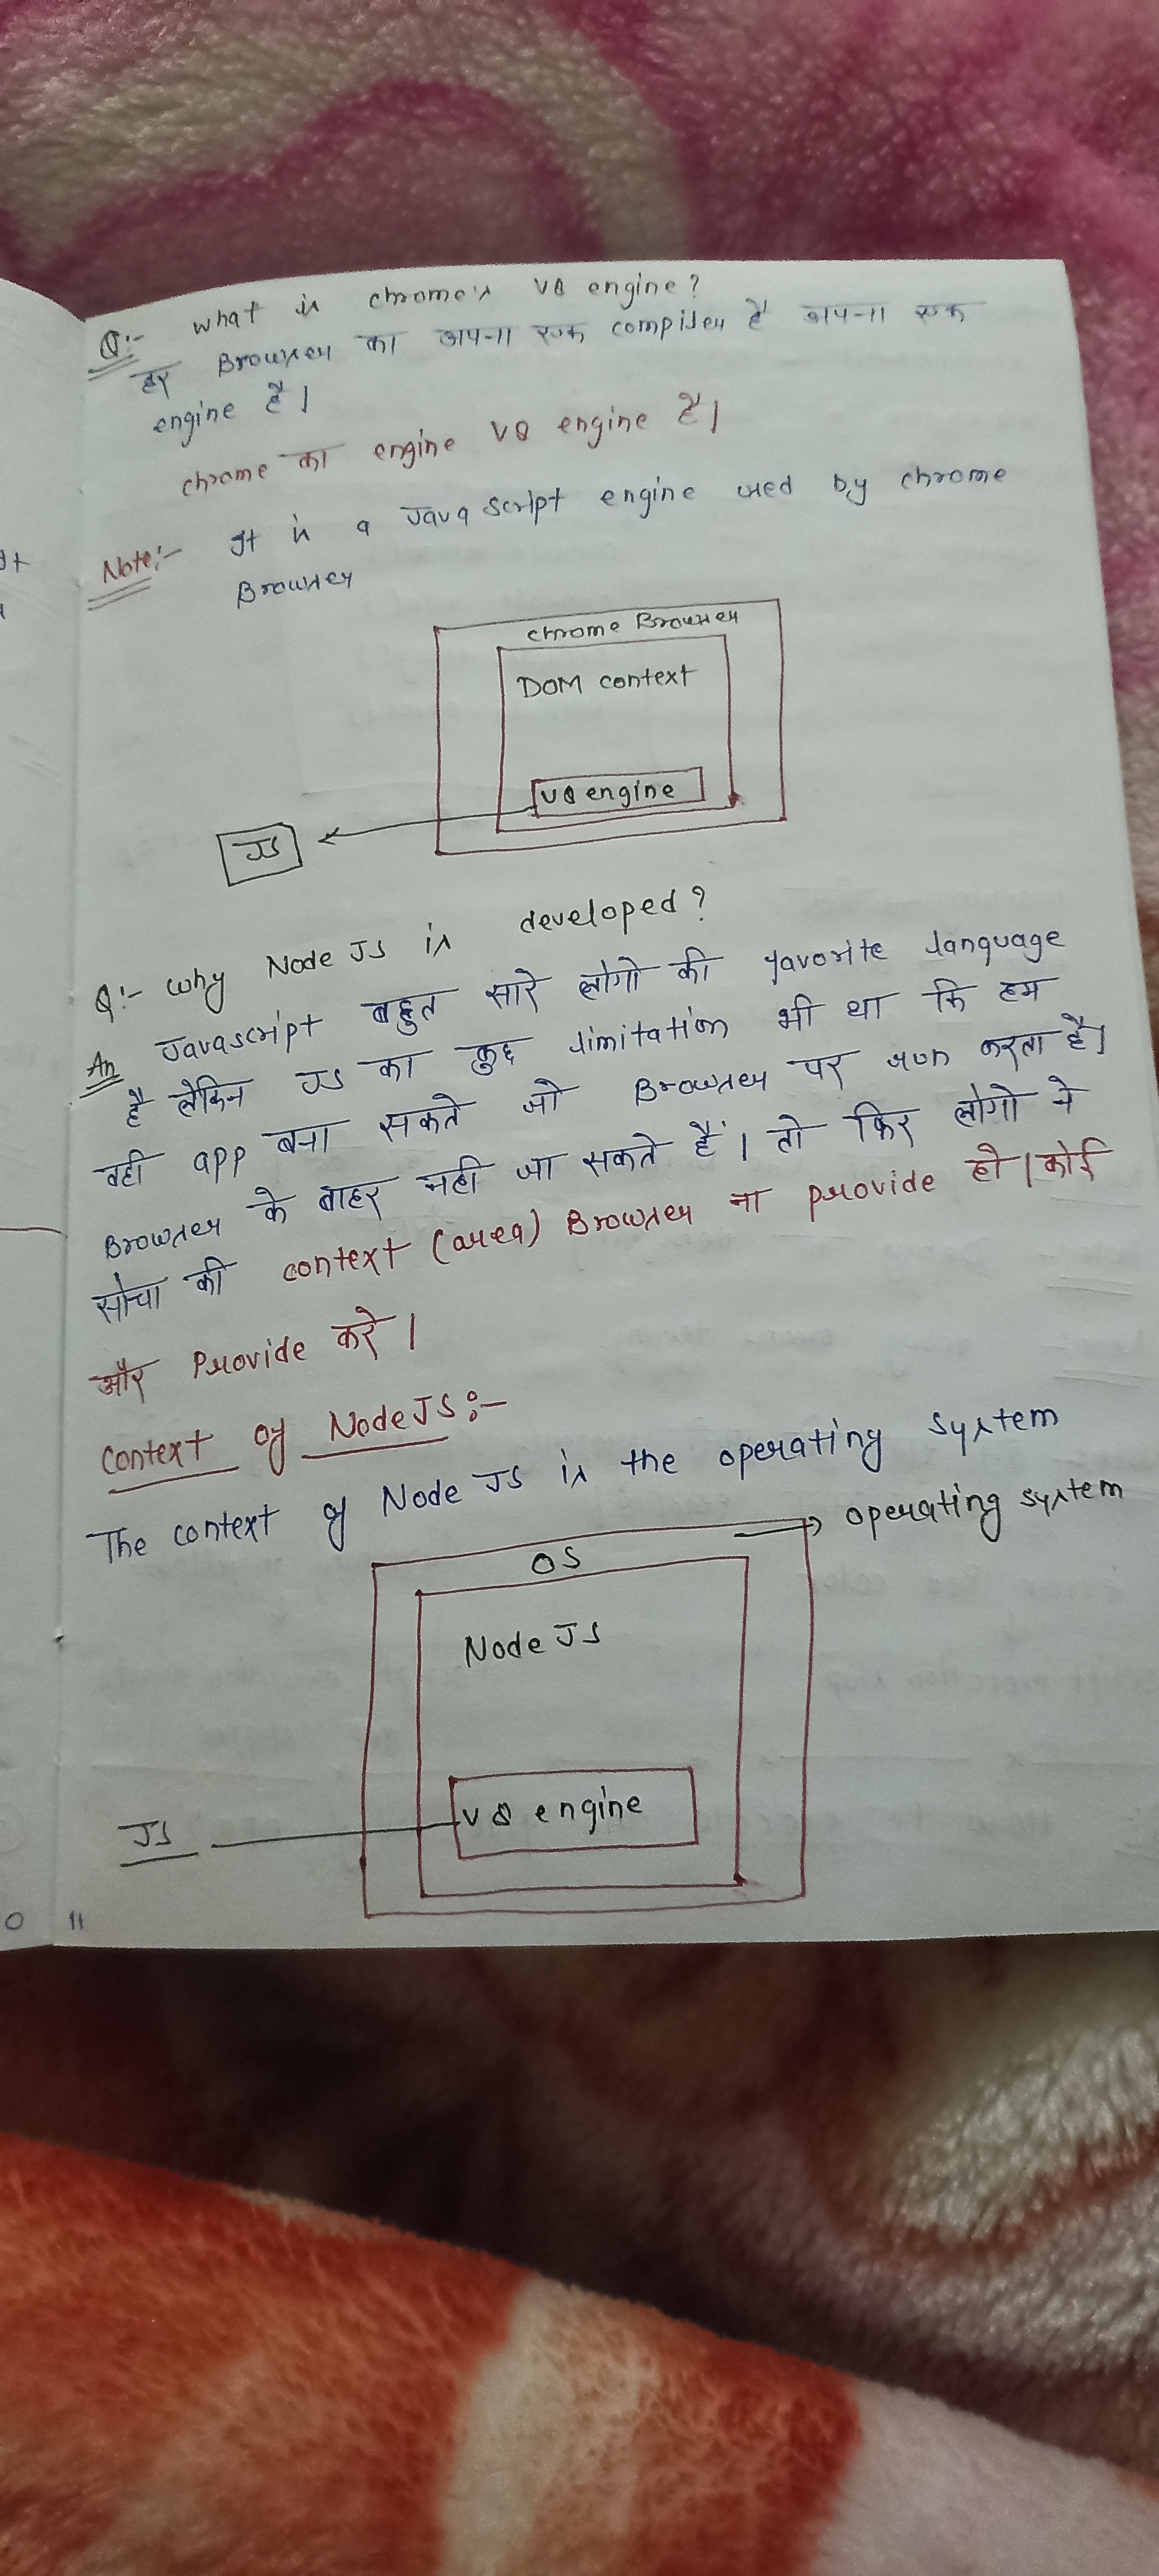 Q:- What is chrome's V8 engine?
हर Browser का अपना एक compiler है अपना एक
engine है।
chrome का engine V8 engine है।
Note:- It is a Javascript engine used by chrome
Browser
chrome Browser
DOM context
V8 engine
JS
Q:- Why Node JS is developed?
An Javascript बहुत सारे लोगो की favorite language
है लेकिन JS का कुछ limitation भी था कि हम
वही app बना सकते जो Browser पर run करता है।
Browser के बाहर नही जा सकते हैं। तो फिर लोगो ने
सोचा की context (area) Browser ना provide हो। कोई
और Provide करे।
Context of NodeJS:-
The context of Node JS is the operating system
→ operating system
OS
Node JS
V8 engine
JS
11